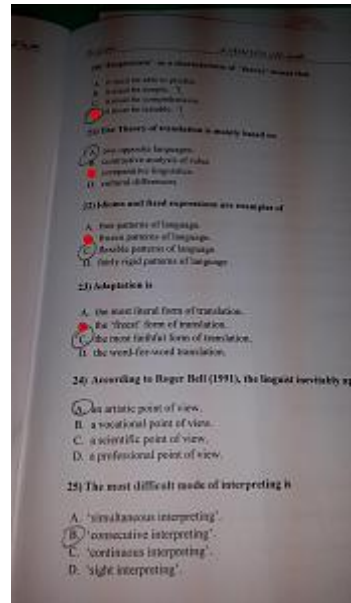 A. it must be able to predict.
B. it must be simple.
C. it must be comprehensive.
D. it must be testable.
21) The Theory of translation is mainly based on
A. two opposite languages.
B. contrastive analysis of rules.
C. comparative linguistics.
D. cultural differences.
22) Idioms and fixed expressions are examples of
A. free patterns of language.
B. frozen patterns of language.
C. flexible patterns of language.
D. fairly rigid patterns of language
23) Adaptation is
A. the most literal form of translation.
B. the 'freest' form of translation.
C. the most faithful form of translation.
D. the word-for-word translation.
24) According to Roger Bell (1991), the linguist inevitably
A. an artistic point of view.
B. a vocational point of view.
C. a scientific point of view.
D. a professional point of view.
25) The most difficult mode of interpreting is
A. 'simultaneous interpreting'.
B. 'consecutive interpreting'.
C. 'continuous interpreting'.
D. 'sight interpreting'.